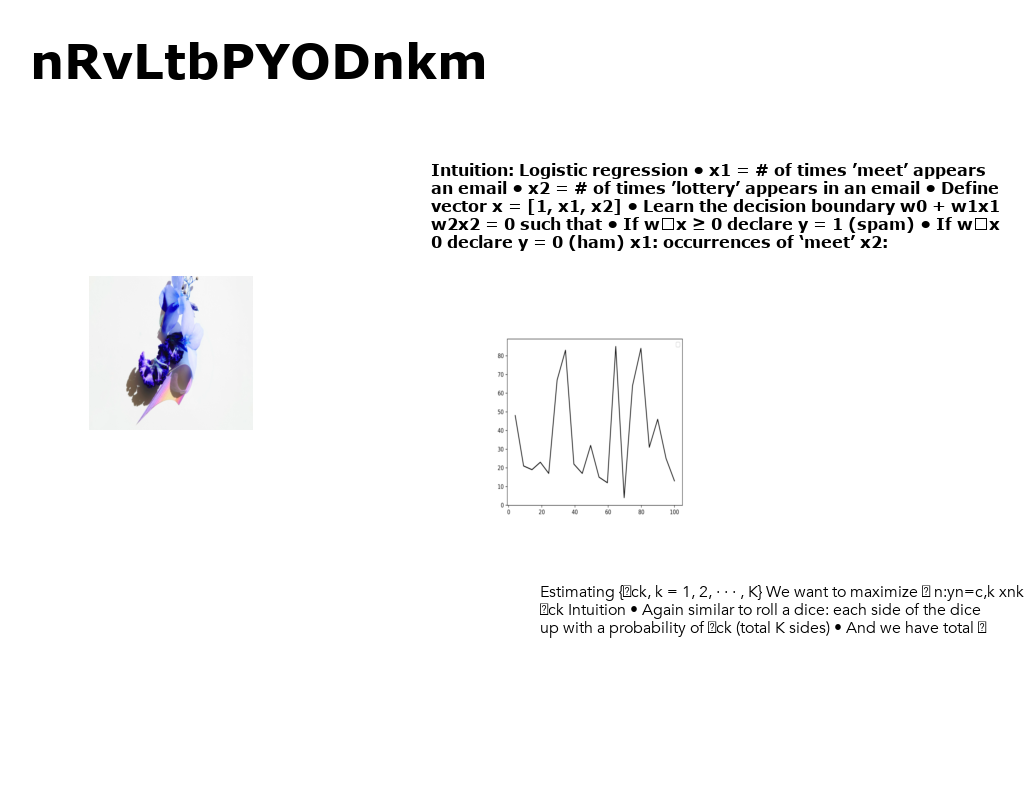 nRvLtbPYODnkm
Intuition: Logistic regression • x1 = # of times ’meet’ appears
an email • x2 = # of times ’lottery’ appears in an email • Define
vector x = [1, x1, x2] • Learn the decision boundary w0 + w1x1
w2x2 = 0 such that • If w□x ≥ 0 declare y = 1 (spam) • If w□x
0 declare y = 0 (ham) x1: occurrences of ‘meet’ x2:
80
70
60
50
40
30
20
10
0
0 20 40 60 80 100
Estimating {⍰ck, k = 1, 2, · · · , K} We want to maximize ⍰ n:yn=c,k xnk
⍰ck Intuition • Again similar to roll a dice: each side of the dice
up with a probability of ⍰ck (total K sides) • And we have total ⍰